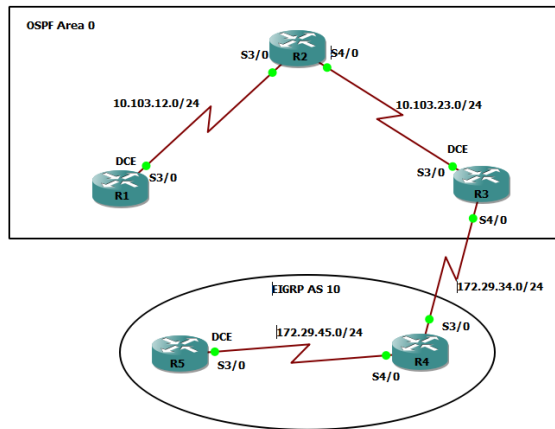 OSPF Area 0
S3/0
R2
S4/0
10.103.12.0/24
10.103.23.0/24
DCE
S3/0
R1
DCE
S3/0
R3
S4/0
172.29.34.0/24
EIGRP AS 10
S3/0
172.29.45.0/24
DCE
R5
S3/0
R4
S4/0